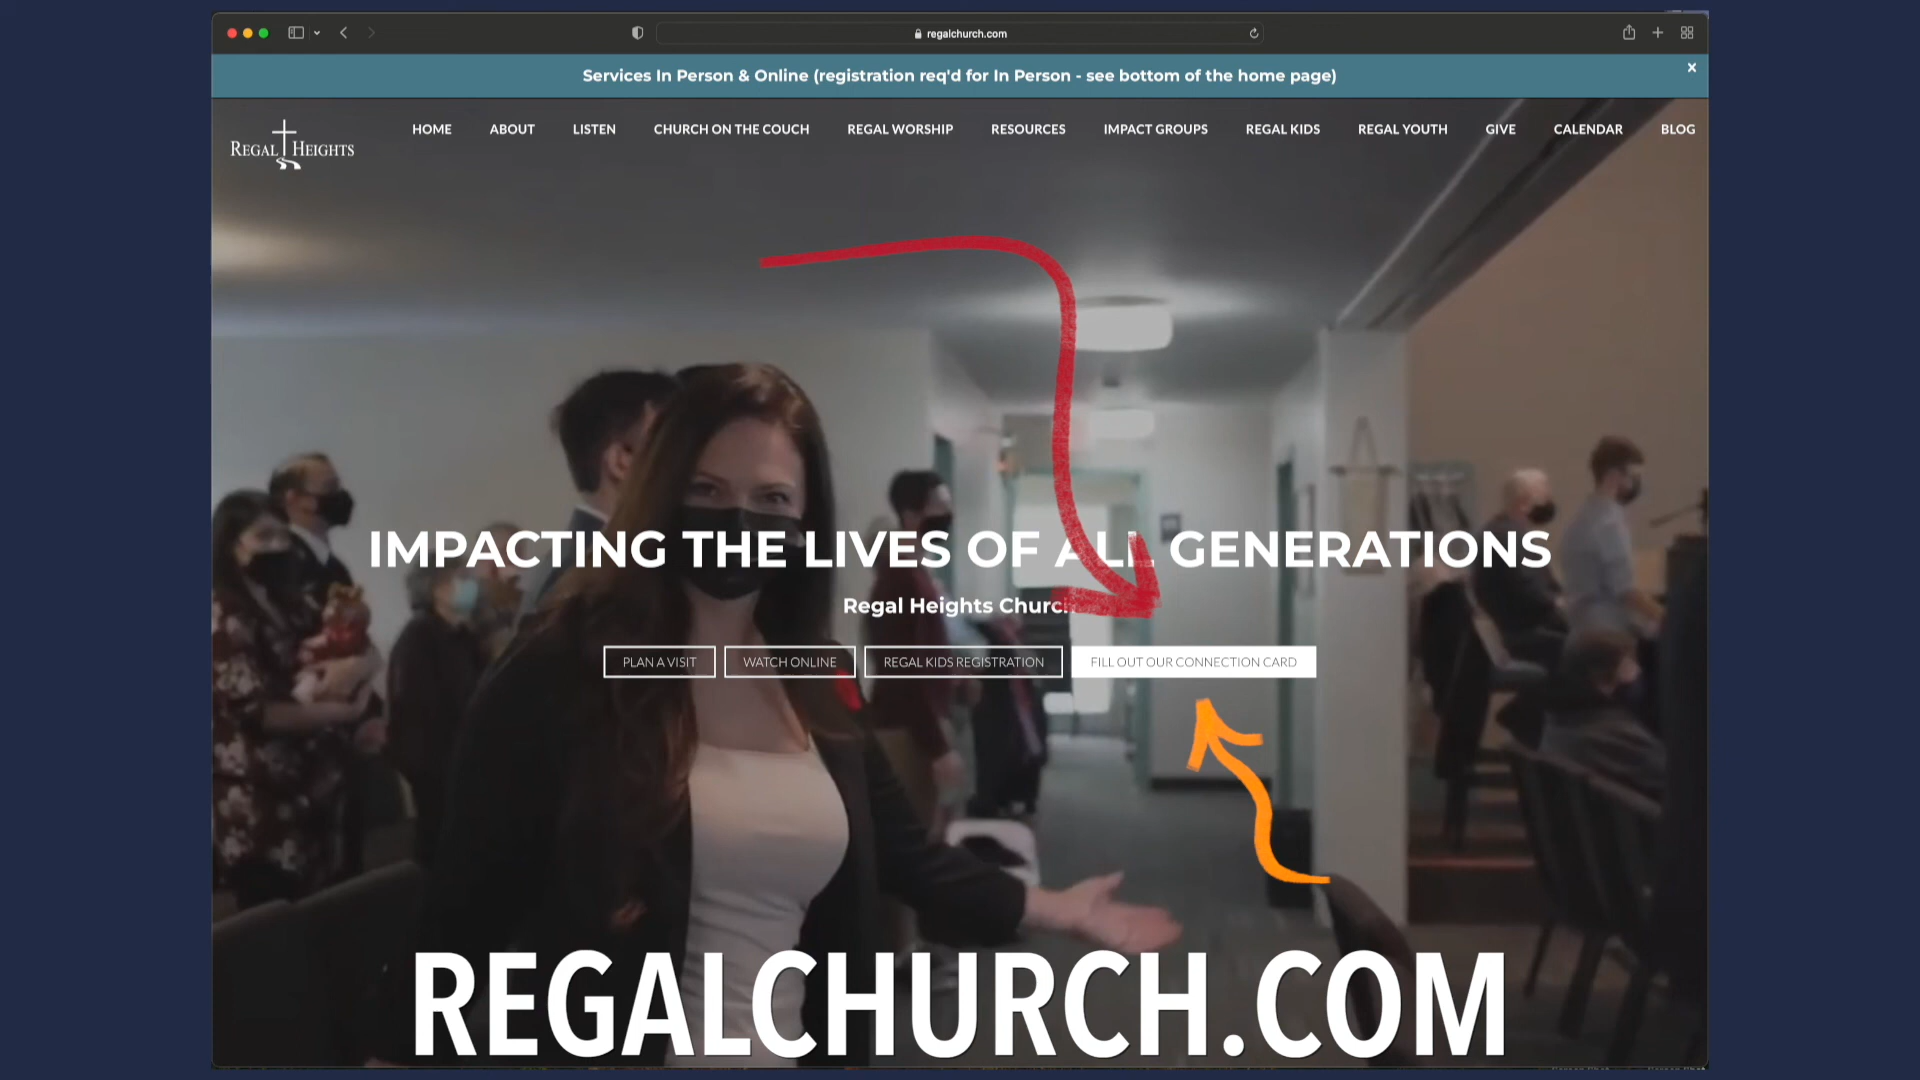 regalchurch.com
Services In Person & Online (registration req'd for In Person - see bottom of the home page)
REGAL HEIGHTS
HOME ABOUT LISTEN CHURCH ON THE COUCH REGAL WORSHIP RESOURCES IMPACT GROUPS REGAL KIDS REGAL YOUTH GIVE CALENDAR BLOG
IMPACTING THE LIVES OF ALL GENERATIONS
Regal Heights Church
PLAN A VISIT WATCH ONLINE REGAL KIDS REGISTRATION FILL OUT OUR CONNECTION CARD
REGALCHURCH.COM